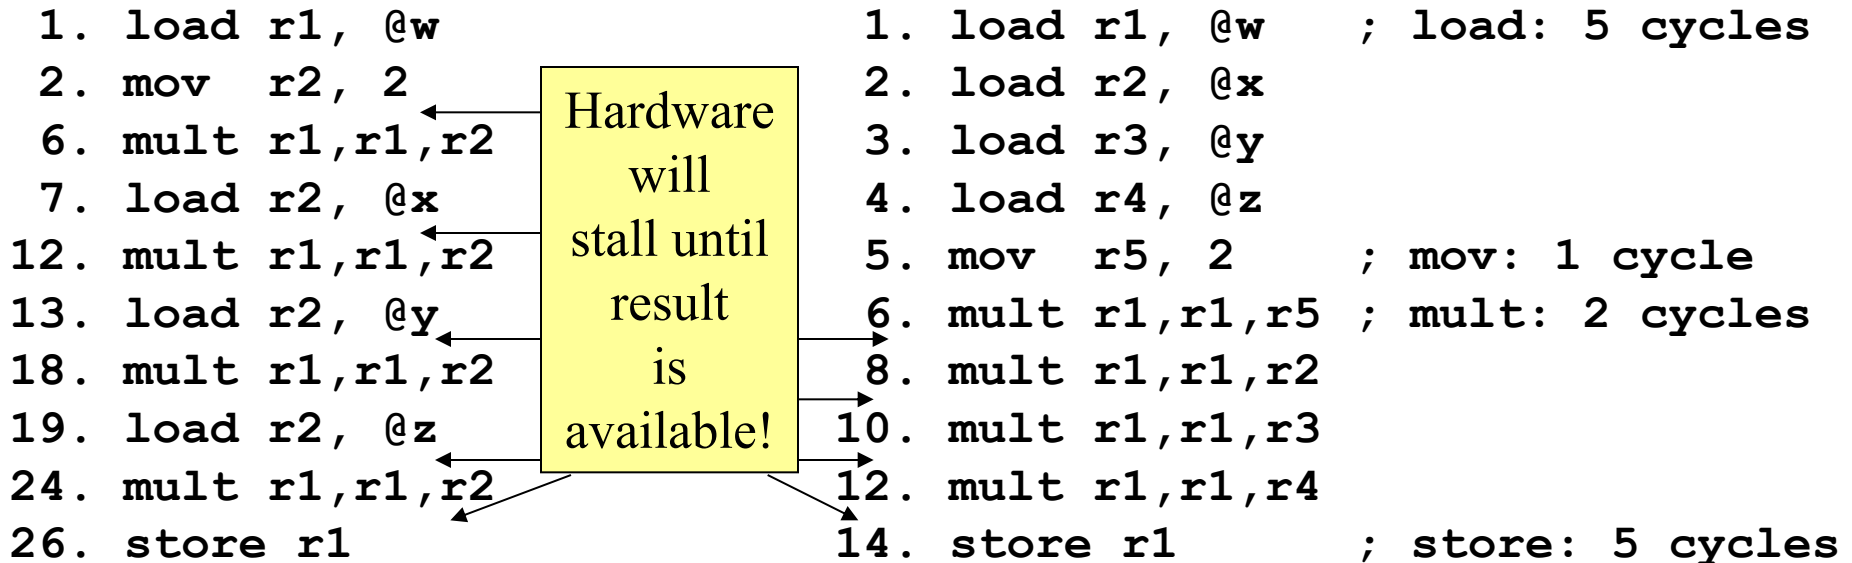 1. load r1, @w
2. mov r2, 2
6. mult r1,r1,r2
7. load r2, @x
12. mult r1,r1,r2
13. load r2, @y
18. mult r1,r1,r2
19. load r2, @z
24. mult r1,r1,r2
26. store r1
Hardware
will
stall until
result
is
available!
1. load r1, @w ; load: 5 cycles
2. load r2, @x
3. load r3, @y
4. load r4, @z
5. mov r5, 2 ; mov: 1 cycle
6. mult r1,r1,r5 ; mult: 2 cycles
8. mult r1,r1,r2
10. mult r1,r1,r3
12. mult r1,r1,r4
14. store r1 ; store: 5 cycles